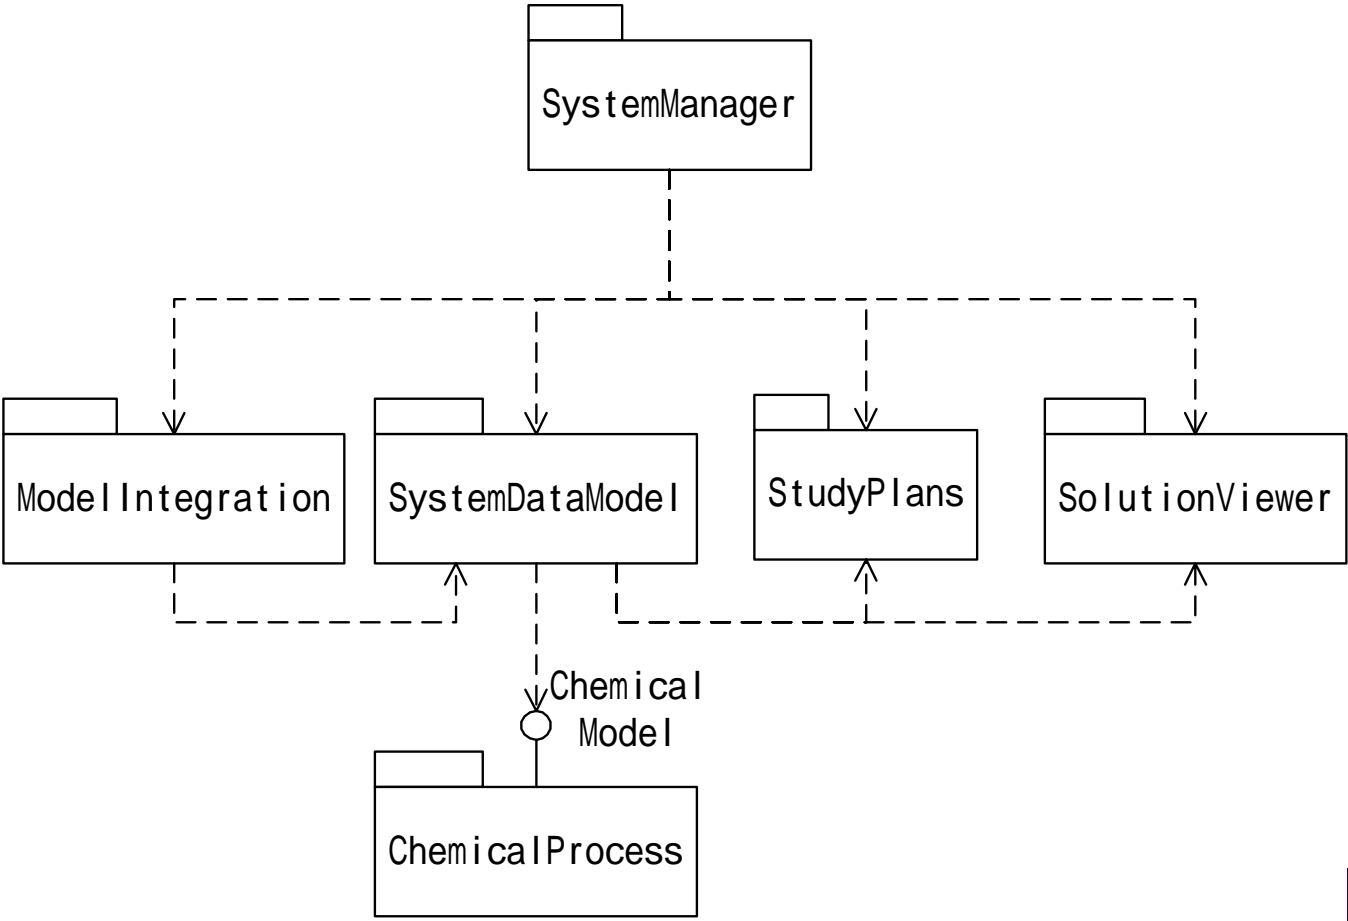 SystemManager
ModelIntegration
SystemDataModel
StudyPlans
SolutionViewer
Chemical
Model
ChemicalProcess